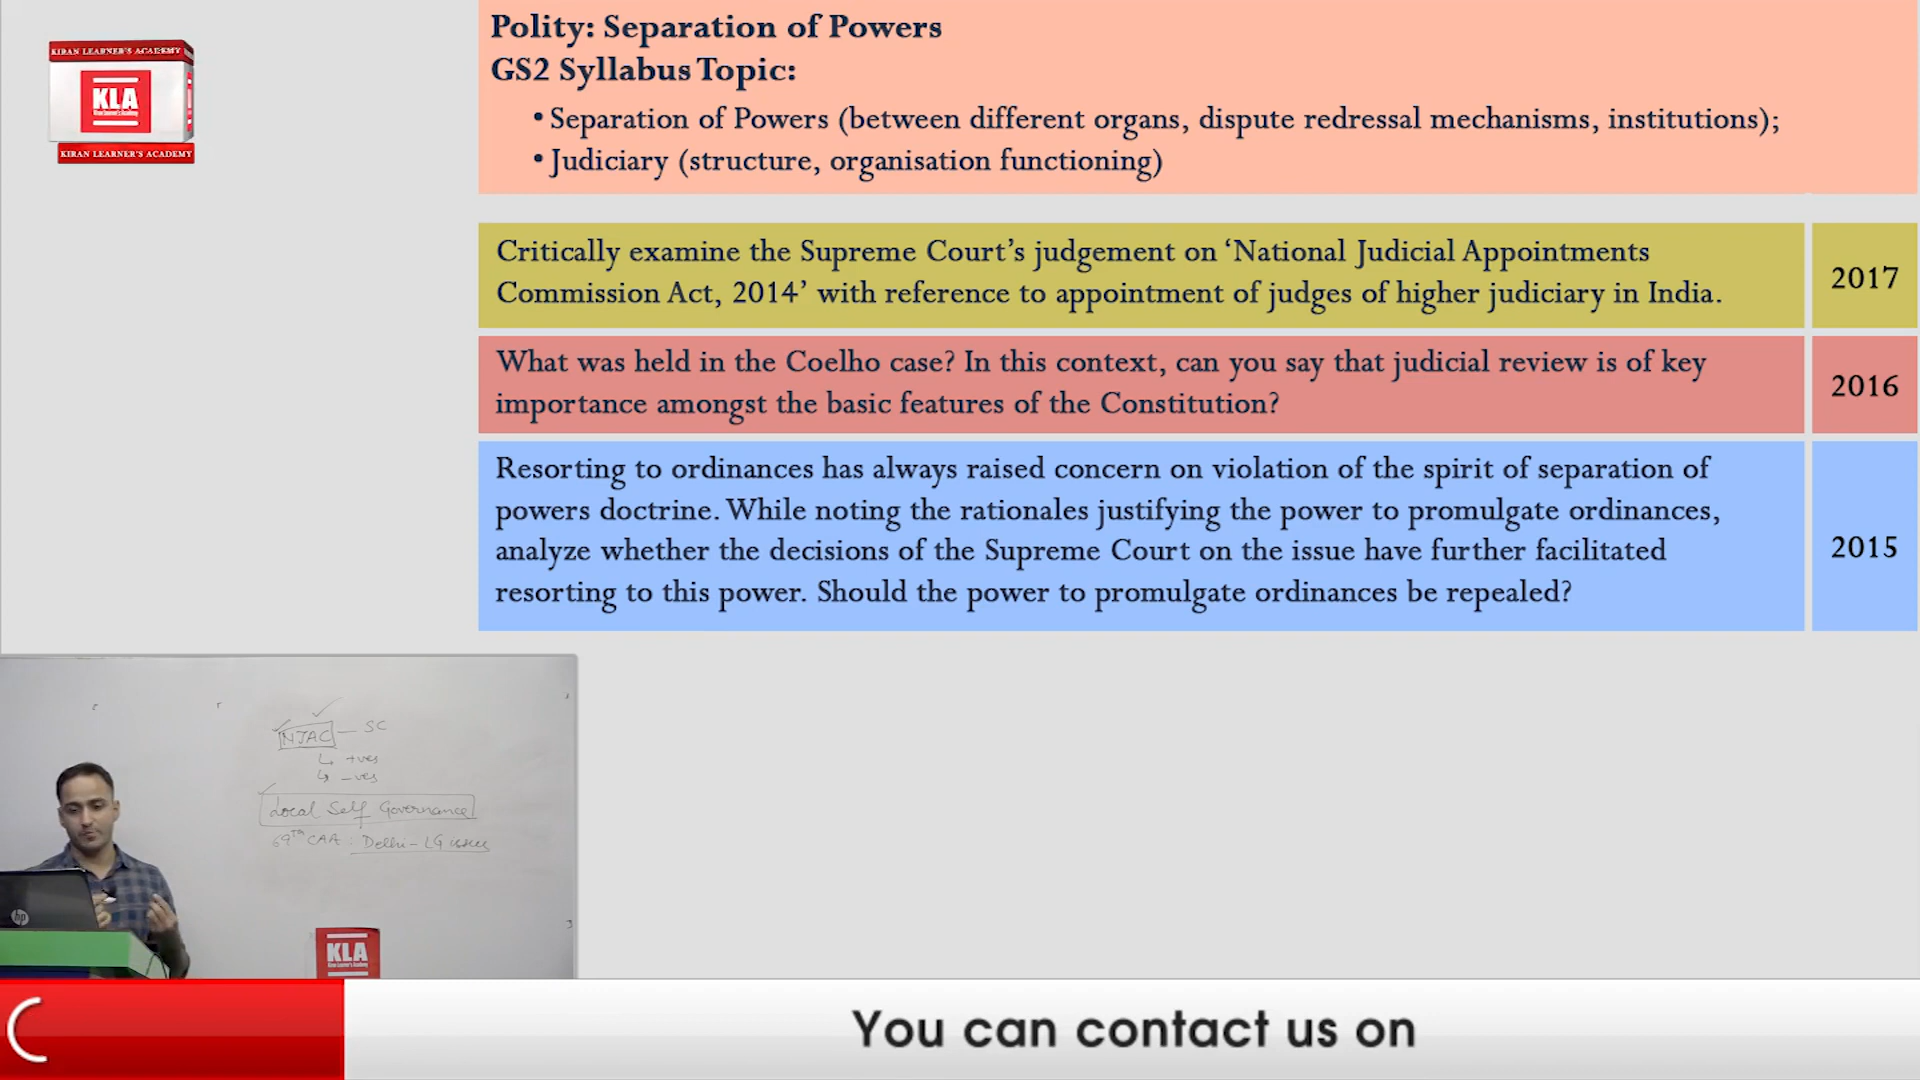 KIRAN LEARNER'S ACADEMY
KLA
Kiran Learner's Academy
KIRAN LEARNER'S ACADEMY
Polity: Separation of Powers
GS2 Syllabus Topic:
• Separation of Powers (between different organs, dispute redressal mechanisms, institutions);
• Judiciary (structure, organisation functioning)
Critically examine the Supreme Court's judgement on ‘National Judicial Appointments
Commission Act, 2014’ with reference to appointment of judges of higher judiciary in India.
2017
What was held in the Coelho case? In this context, can you say that judicial review is of key
importance amongst the basic features of the Constitution?
2016
Resorting to ordinances has always raised concern on violation of the spirit of separation of
powers doctrine. While noting the rationales justifying the power to promulgate ordinances,
analyze whether the decisions of the Supreme Court on the issue have further facilitated
resorting to this power. Should the power to promulgate ordinances be repealed?
2015
NJAC — SC
↳ +ves
↳ -ves
Local Self Governance
69TH CAA: Delhi - LG issues
hp
KLA
Kiran Learner's Academy
You can contact us on